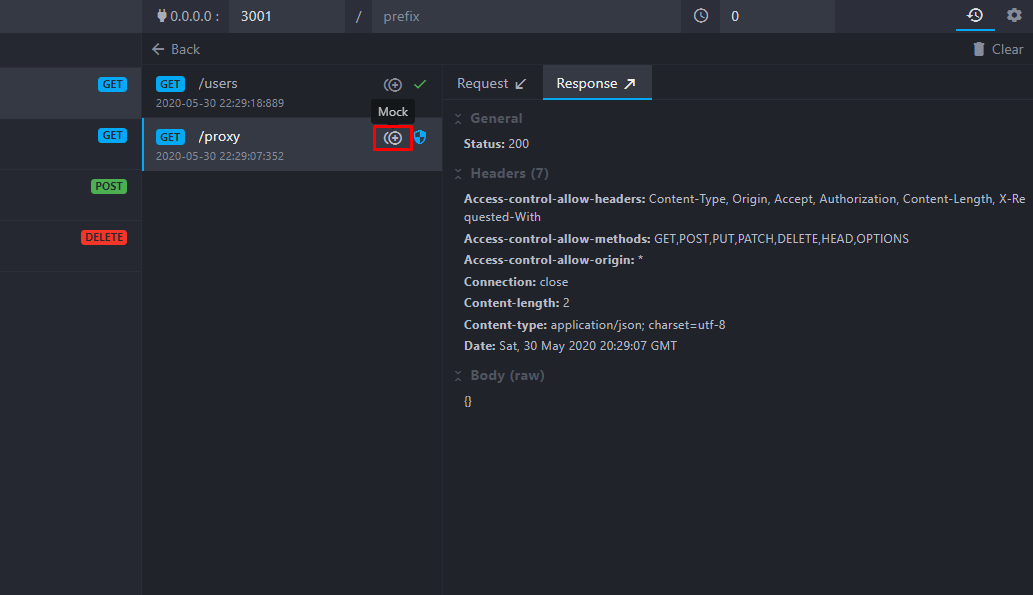 0.0.0.0 : 3001 / prefix 0
Back Clear
GET
GET
POST
DELETE
GET /users
2020-05-30 22:29:18:889
Mock
GET /proxy
2020-05-30 22:29:07:352
Request Response
General
Status: 200
Headers (7)
Access-control-allow-headers: Content-Type, Origin, Accept, Authorization, Content-Length, X-Re
quested-With
Access-control-allow-methods: GET,POST,PUT,PATCH,DELETE,HEAD,OPTIONS
Access-control-allow-origin: *
Connection: close
Content-length: 2
Content-type: application/json; charset=utf-8
Date: Sat, 30 May 2020 20:29:07 GMT
Body (raw)
{}